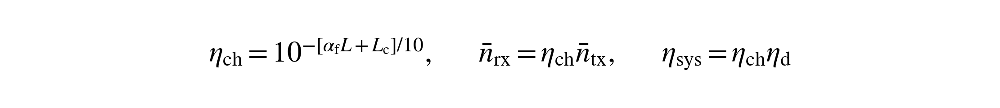 η_ch = 10^{−[α_f L + L_c]/10}, n̄_rx = η_ch n̄_tx, η_sys = η_ch η_d